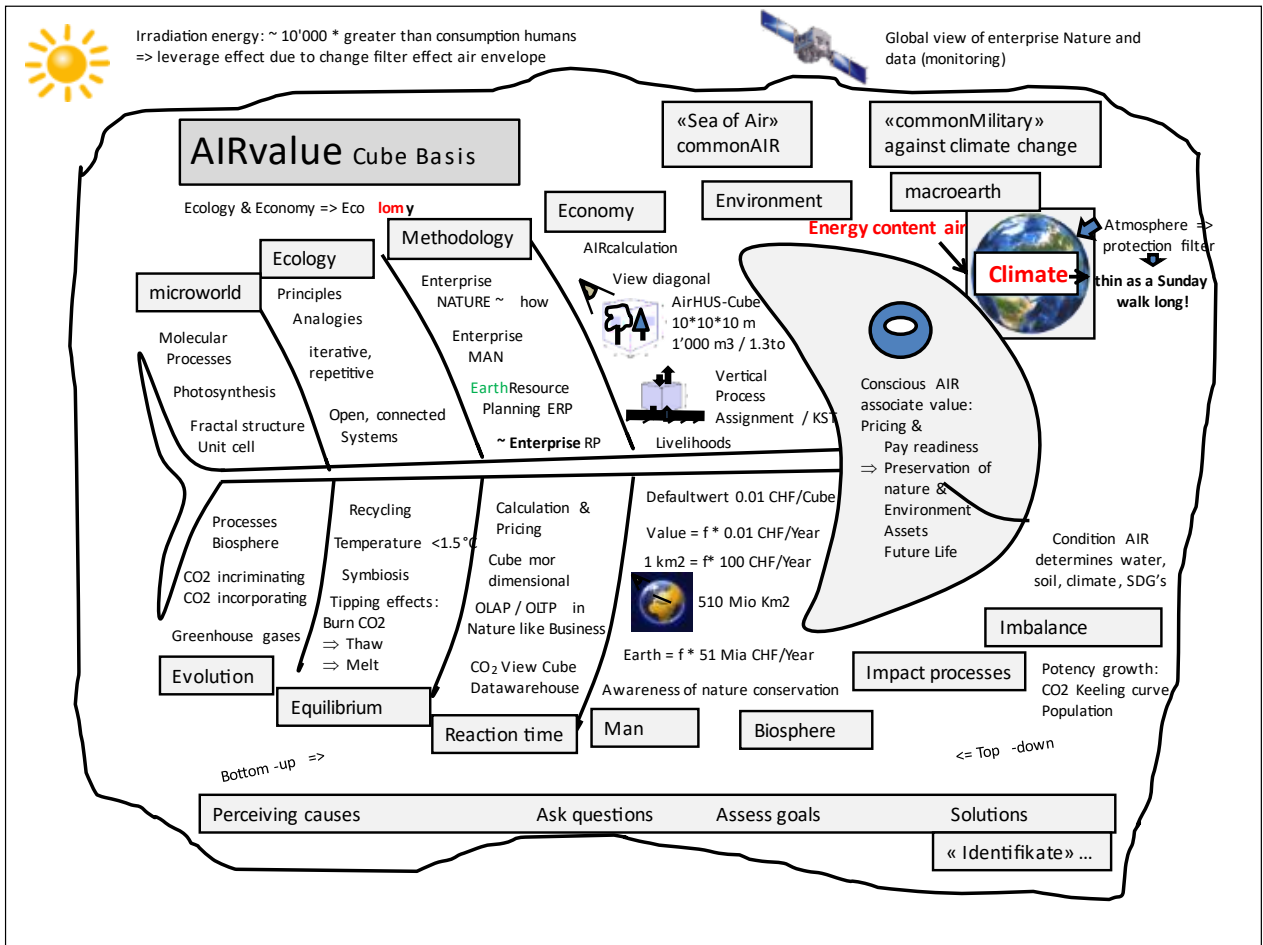 Irradiation energy: ~ 10'000 * greater than consumption humans
=> leverage effect due to change filter effect air envelope
Global view of enterprise Nature and
data (monitoring)
AIRvalue Cube Basis
«Sea of Air»
commonAIR
«commonMilitary»
against climate change
macroearth
Environment
Economy
Ecology & Economy => Eco lomy
Methodology
Ecology
microworld
Energy content air
Climate
Atmosphere =>
protection filter
thin as a Sunday
walk long!
Molecular
Processes
Photosynthesis
Fractal structure
Unit cell
Principles
Analogies
iterative,
repetitive
Open, connected
Systems
Enterprise
NATURE ~ how
Enterprise
MAN
EarthResource
Planning ERP
~ Enterprise RP
AIRcalculation
View diagonal
AirHUS-Cube
10*10*10 m
1’000 m3 / 1.3to
Vertical
Process
Assignment / KST
Livelihoods
Conscious AIR
associate value:
Pricing &
Pay readiness
⇒ Preservation of
nature &
Environment
Assets
Future Life
Processes
Biosphere
CO2 incriminating
CO2 incorporating
Greenhouse gases
Evolution
Recycling
Temperature <1.5°C
Symbiosis
Tipping effects:
Burn CO2
⇒ Thaw
⇒ Melt
Equilibrium
Calculation &
Pricing
Cube mor
dimensional
OLAP / OLTP in
Nature like Business
CO2 View Cube
Datawarehouse
Reaction time
Defaultwert 0.01 CHF/Cube
Value = f * 0.01 CHF/Year
1 km2 = f* 100 CHF/Year
510 Mio Km2
Earth = f * 51 Mia CHF/Year
Awareness of nature conservation
Man
Biosphere
Condition AIR
determines water,
soil, climate, SDG's
Imbalance
Impact processes
Potency growth:
CO2 Keeling curve
Population
Bottom -up =>
<= Top -down
Perceiving causes Ask questions Assess goals Solutions
« Identifikate» ...